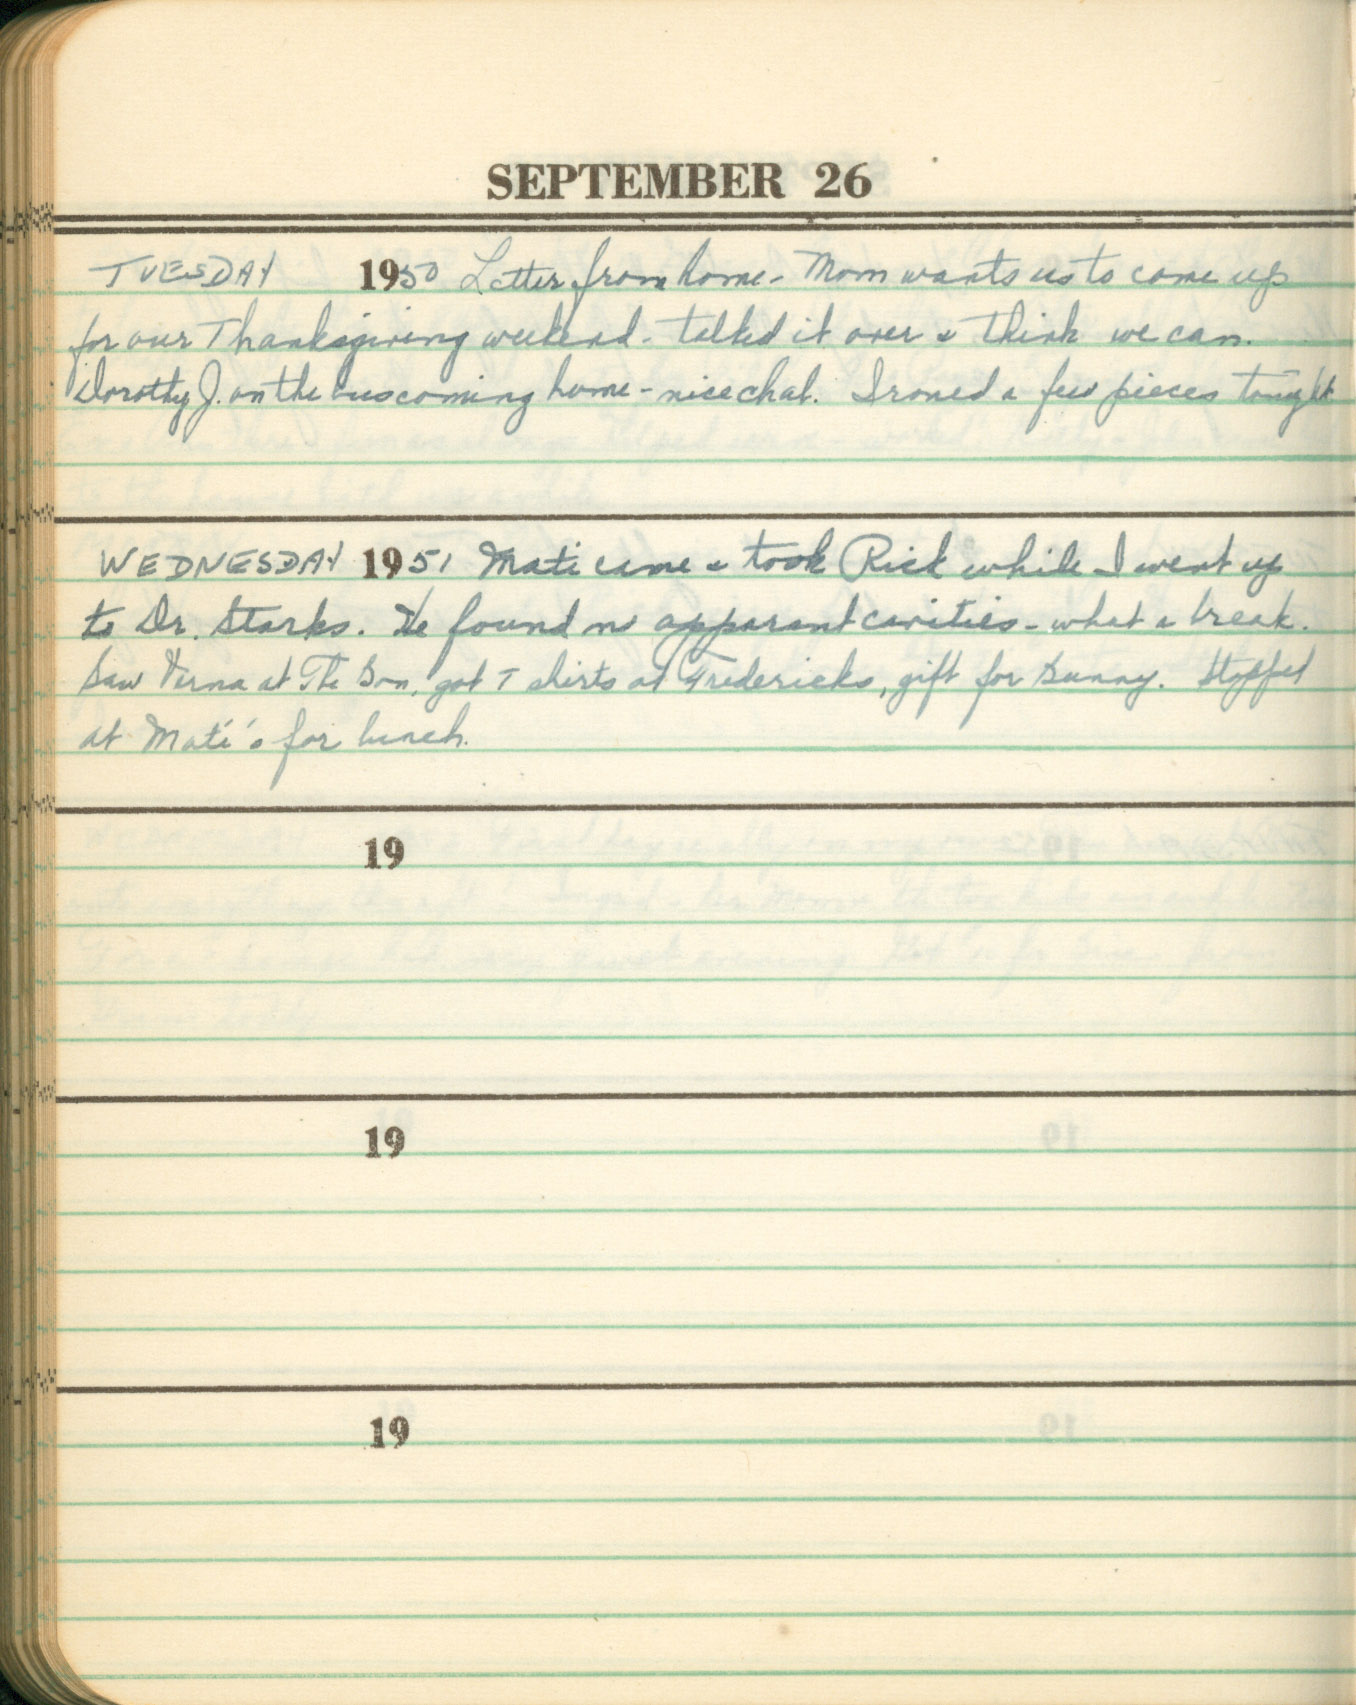 SEPTEMBER 26
TUESDAY 1950 Letter from home - Mom wants us to come up
for our Thanksgiving weekend - talked it over & think we can.
Dorothy J. on the bus coming home - nice chat. Ironed a few pieces tonight
WEDNESDAY 1951 Mati came & took Rick while I went up
to Dr. Starks. He found no apparant cavities - what a break.
Saw Verna at The Bon, got T shirts at Fredericks, gift for Sunny. Stopped
at Mati's for lunch.
19
19
19